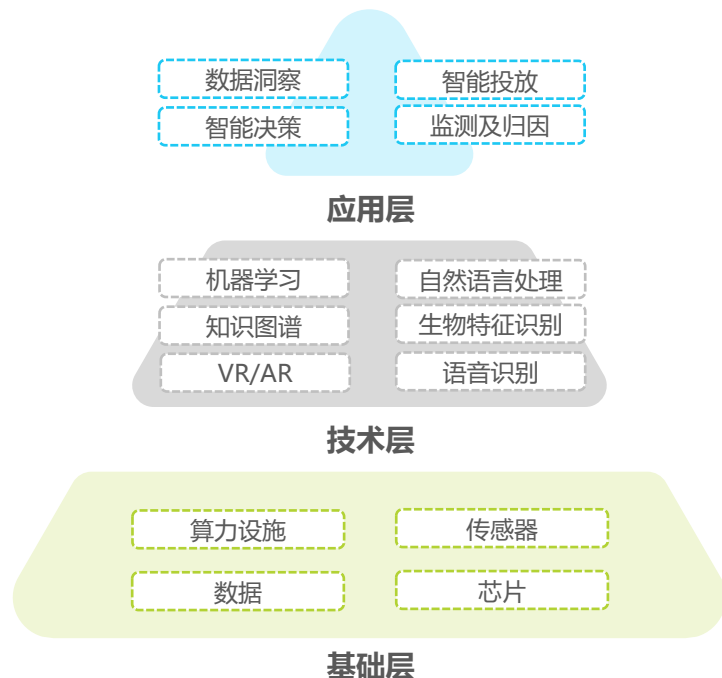 数据洞察
智能投放
智能决策
监测及归因
应用层
机器学习
自然语言处理
知识图谱
生物特征识别
VR/AR
语音识别
技术层
算力设施
传感器
数据
芯片
基础层